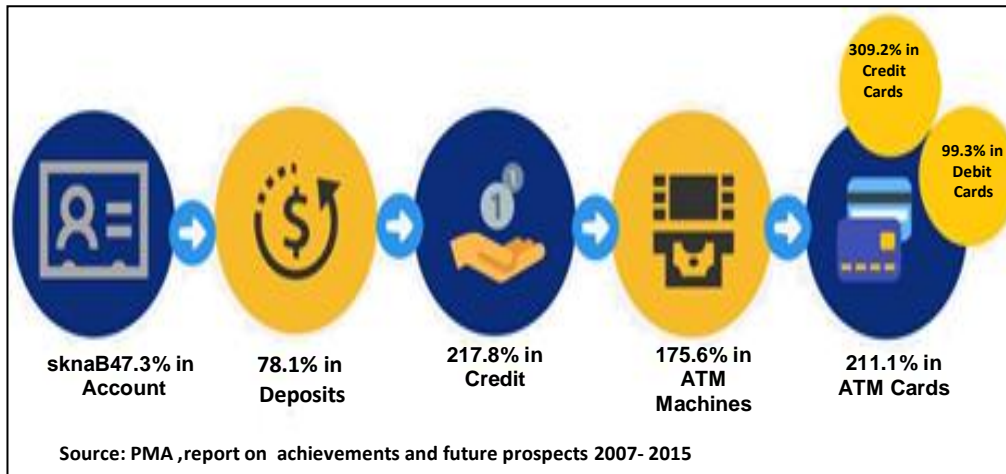 309.2% in
Credit
Cards
99.3% in
Debit
Cards
$
1
1
sknaB47.3% in
Account
78.1% in
Deposits
217.8% in
Credit
175.6% in
ATM
Machines
211.1% in
ATM Cards
Source: PMA ,report on achievements and future prospects 2007- 2015